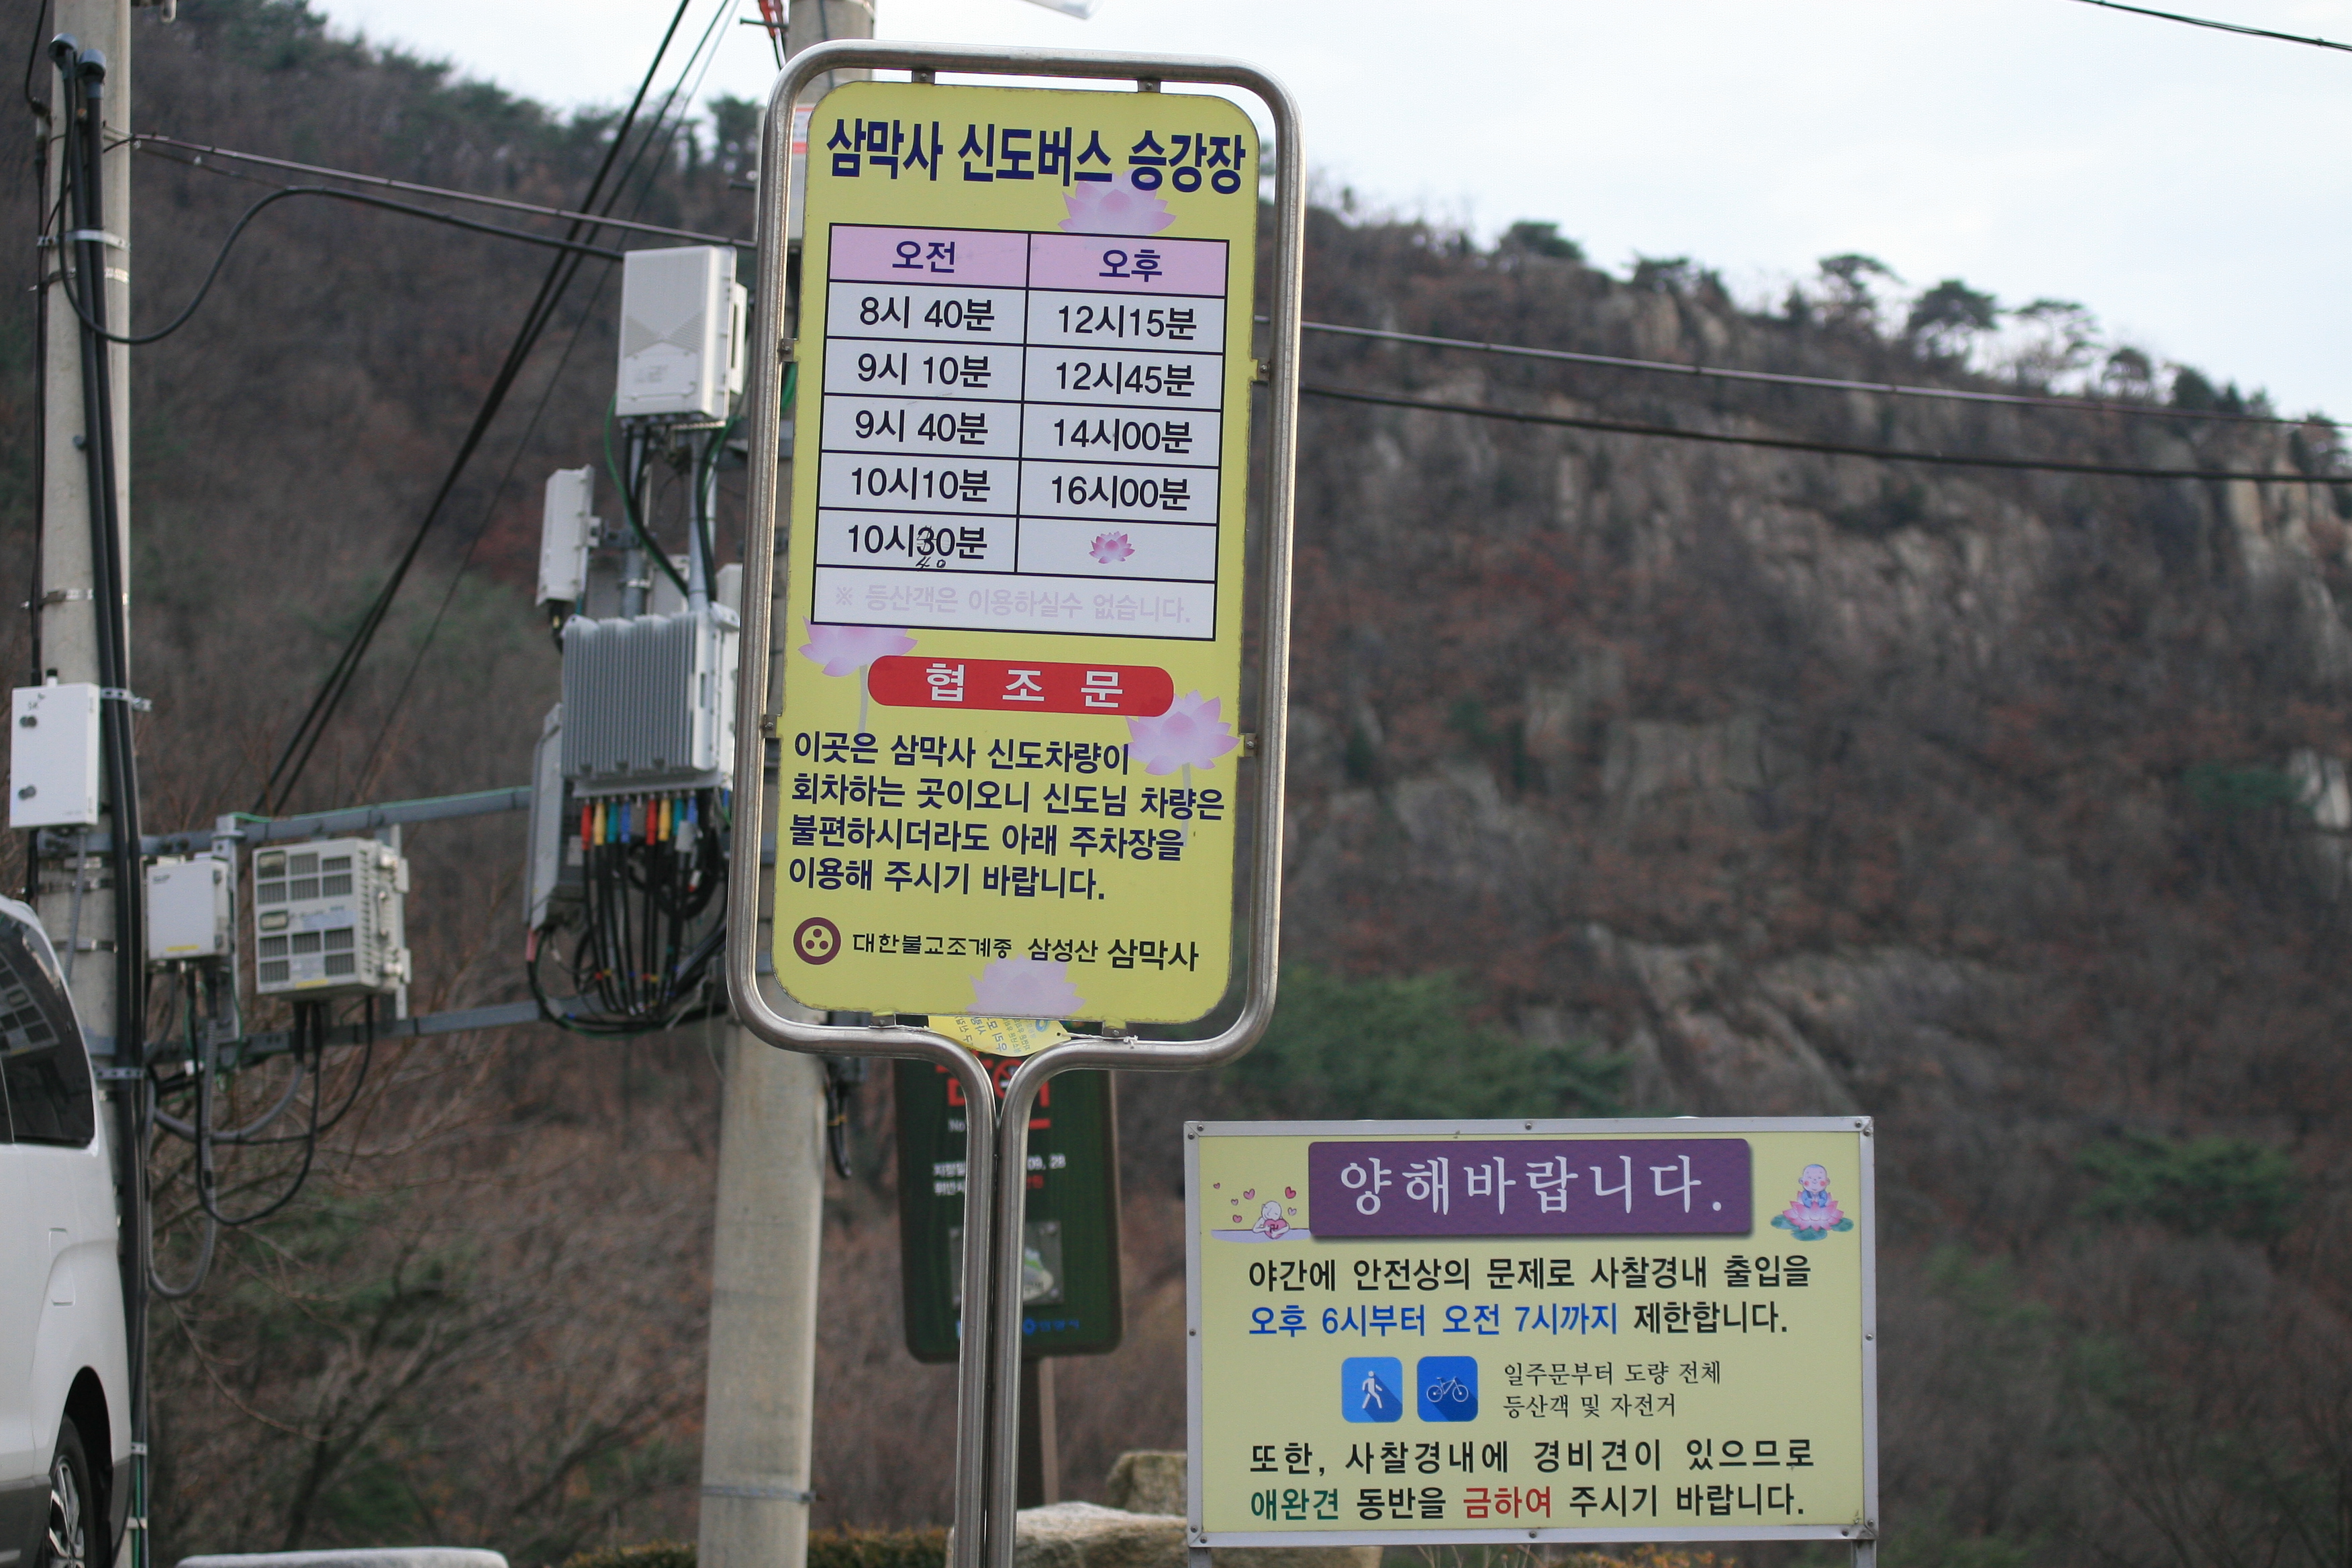 삼막사 신도버스 승강장
오전 오후
8시 40분 12시15분
9시 10분 12시45분
9시 40분 14시00분
10시10분 16시00분
10시30분
40
※ 등산객은 이용하실수 없습니다.
협 조 문
이곳은 삼막사 신도차량이
회차하는 곳이오니 신도님 차량은
불편하시더라도 아래 주차장을
이용해 주시기 바랍니다.
대한불교조계종 삼성산 삼막사
양해바랍니다.
야간에 안전상의 문제로 사찰경내 출입을
오후 6시부터 오전 7시까지 제한합니다.
일주문부터 도량 전체
등산객 및 자전거
또한, 사찰경내에 경비견이 있으므로
애완견 동반을 금하여 주시기 바랍니다.